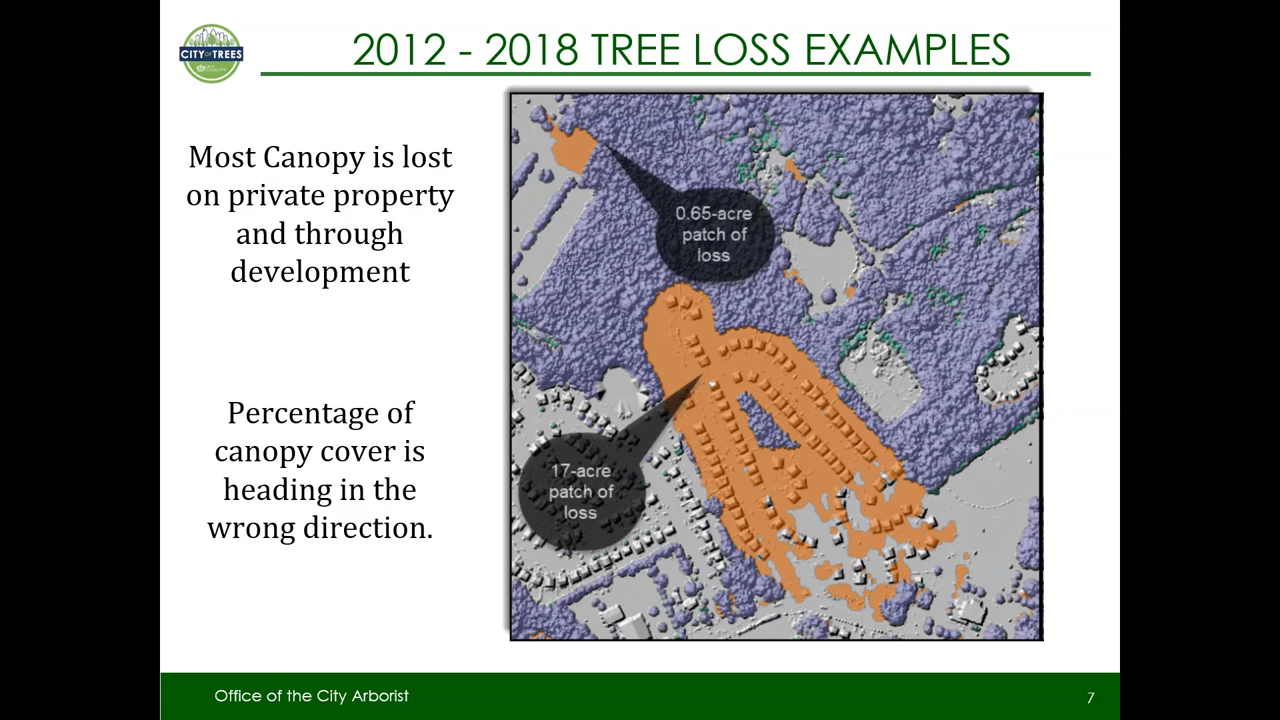 CITY OF TREES
2012 - 2018 TREE LOSS EXAMPLES
Most Canopy is lost
on private property
and through
development
Percentage of
canopy cover is
heading in the
wrong direction.
0.65-acre
patch of
loss
17-acre
patch of
loss
Office of the City Arborist
7